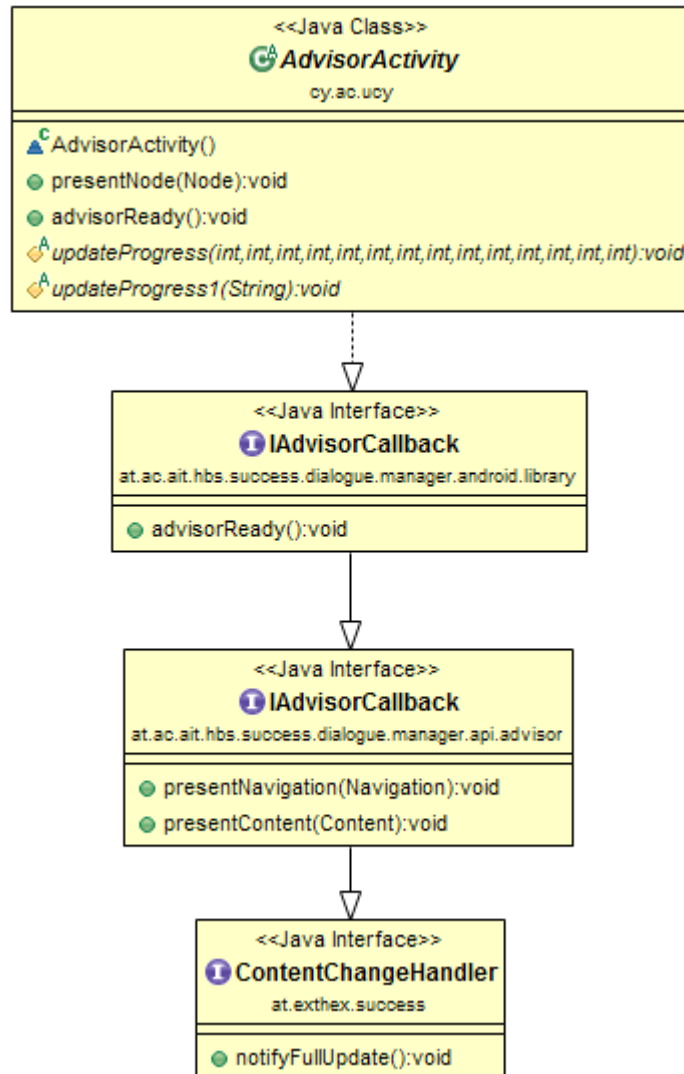 <<Java Class>>
AdvisorActivity
cy.ac.ucy
AdvisorActivity()
presentNode(Node):void
advisorReady():void
updateProgress(int,int,int,int,int,int,int,int,int,int,int,int,int,int):void
updateProgress1(String):void
<<Java Interface>>
IAdvisorCallback
at.ac.ait.hbs.success.dialogue.manager.android.library
advisorReady():void
<<Java Interface>>
IAdvisorCallback
at.ac.ait.hbs.success.dialogue.manager.api.advisor
presentNavigation(Navigation):void
presentContent(Content):void
<<Java Interface>>
ContentChangeHandler
at.exthex.success
notifyFullUpdate():void